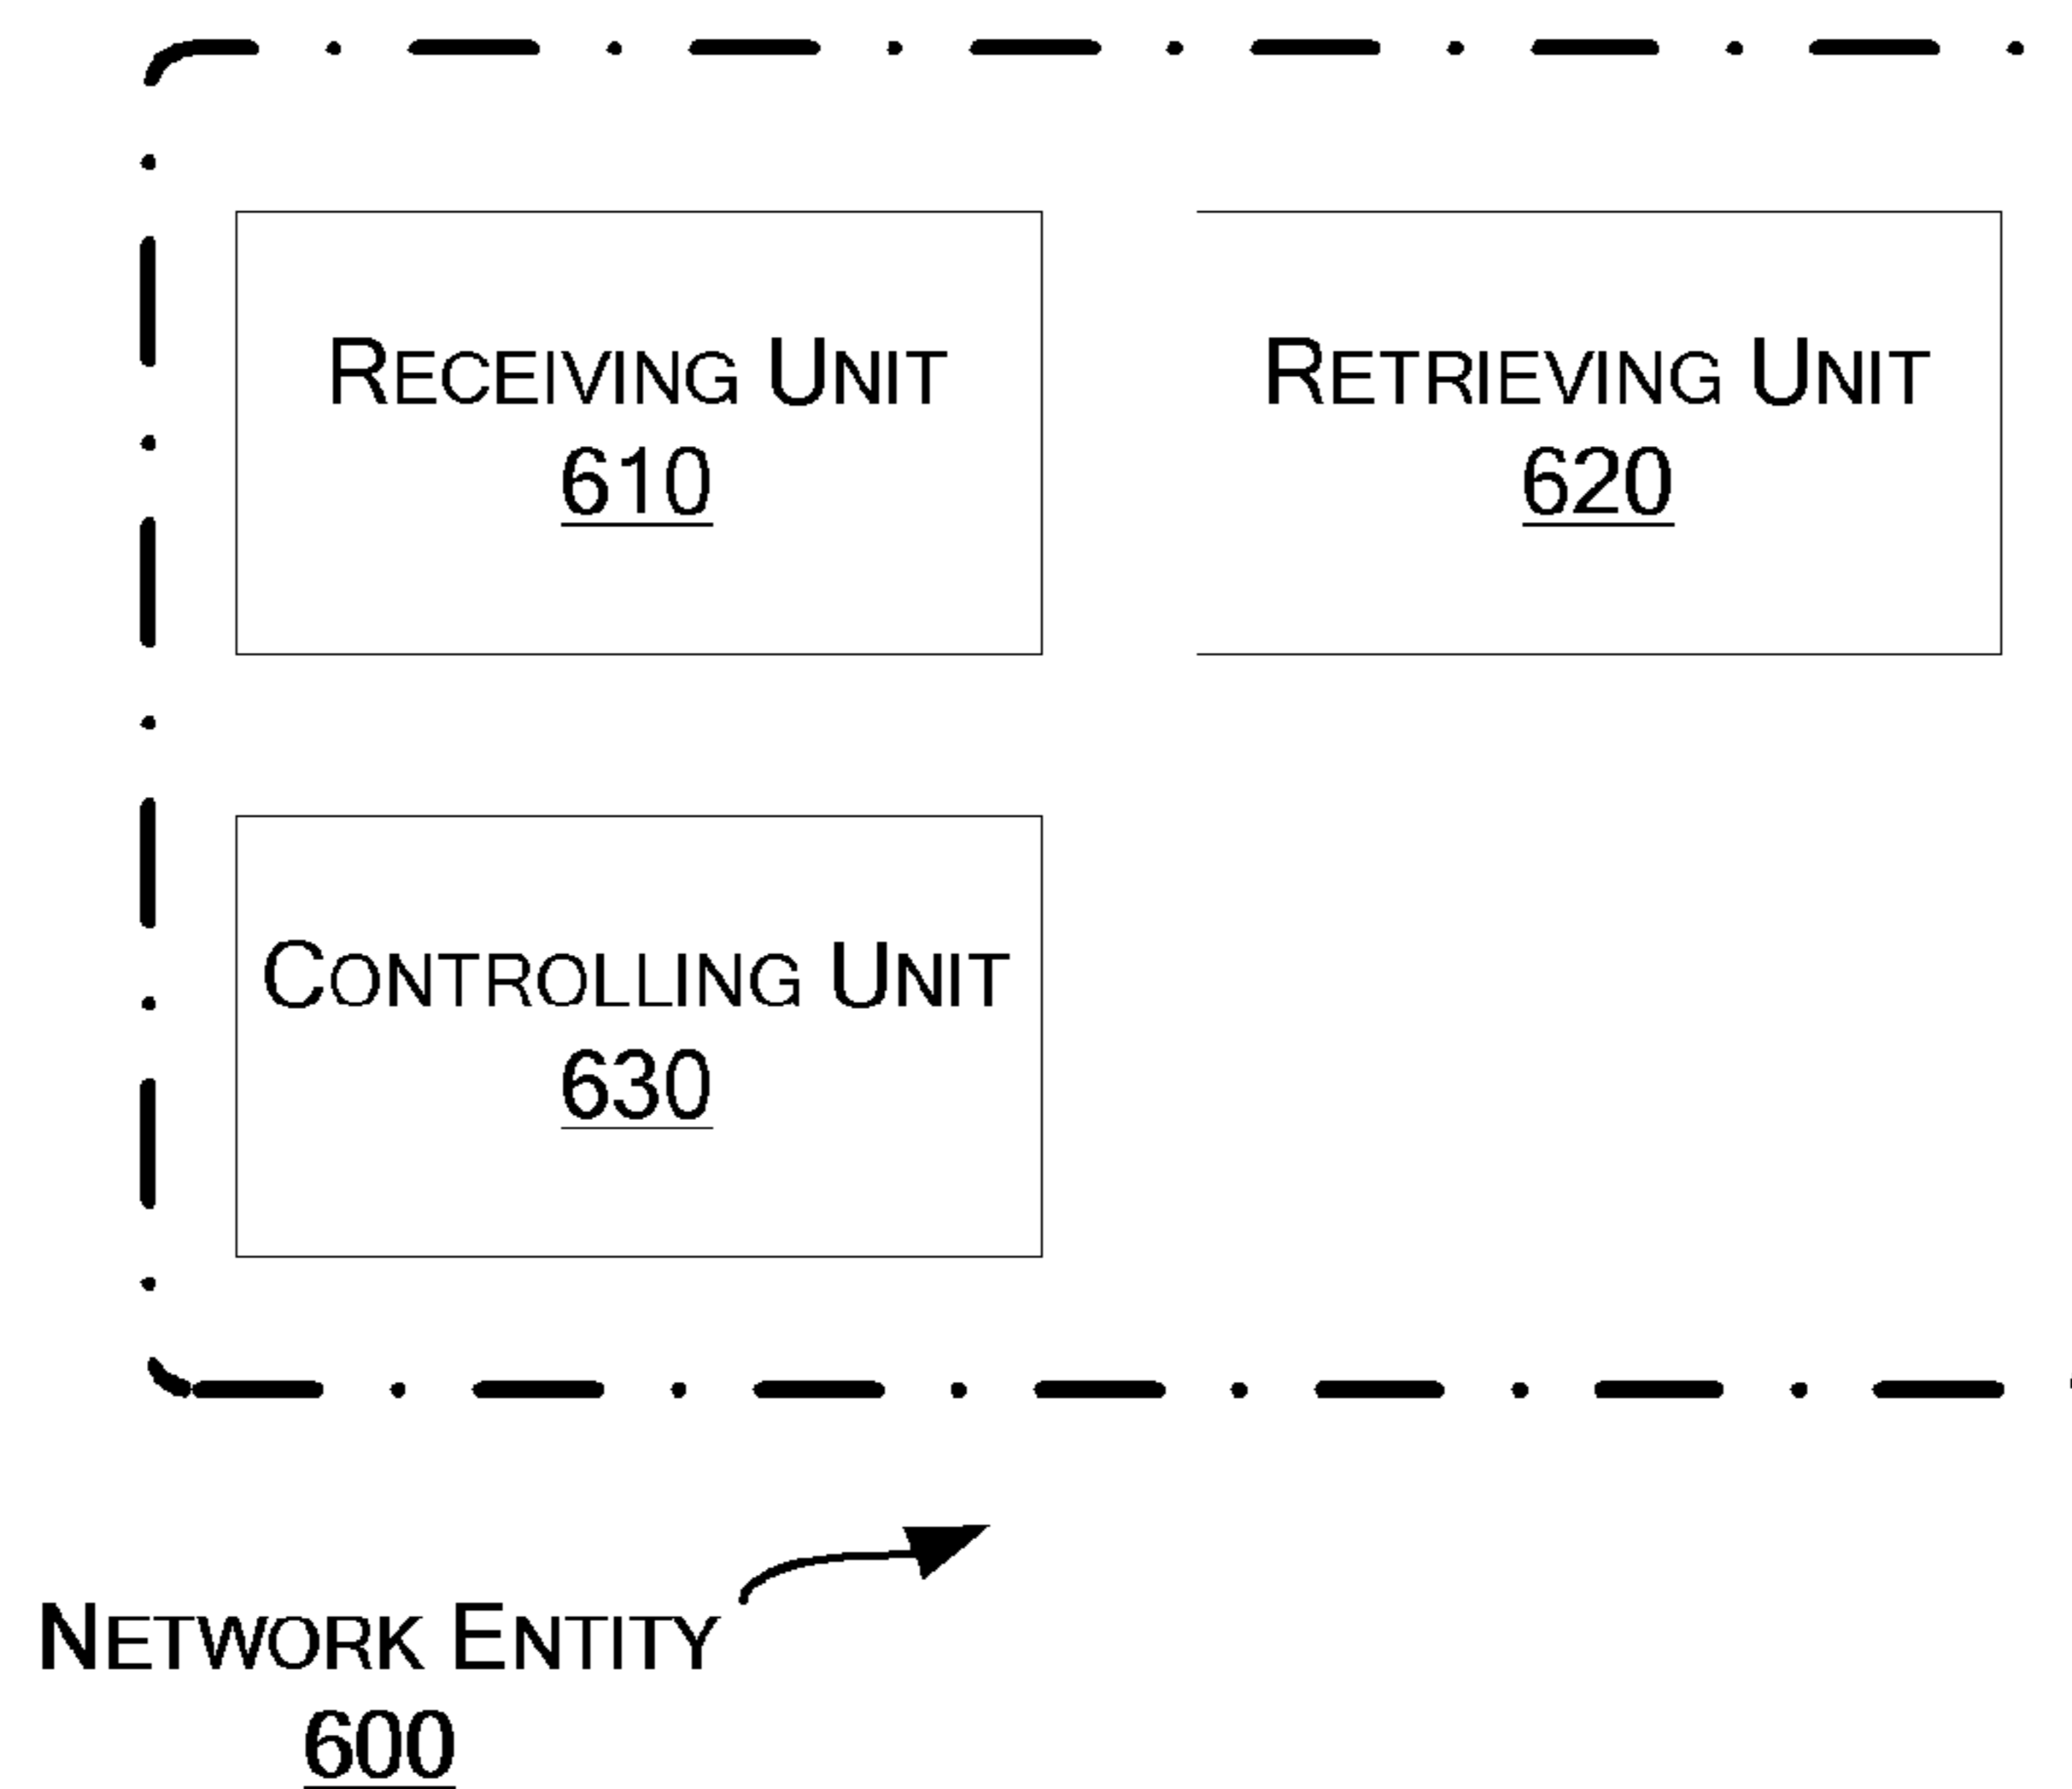 RECEIVING UNIT
610
RETRIEVING UNIT
620
CONTROLLING UNIT
630
NETWORK ENTITY
600